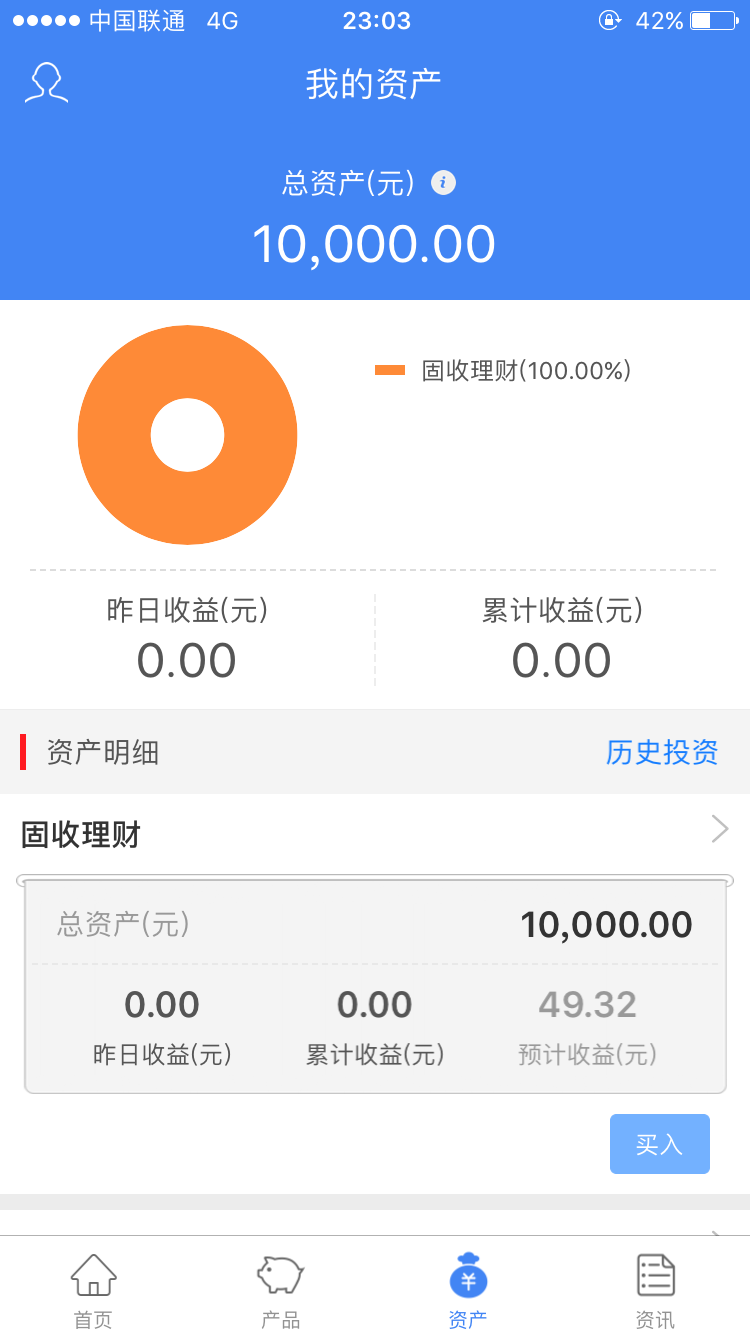 中国联通 4G 23:03 42%
我的资产
总资产(元) i
10,000.00
固收理财(100.00%)
昨日收益(元) 累计收益(元)
0.00 0.00
资产明细 历史投资
固收理财
总资产(元) 10,000.00
0.00 0.00 49.32
昨日收益(元) 累计收益(元) 预计收益(元)
买入
¥
首页 产品 资产 资讯